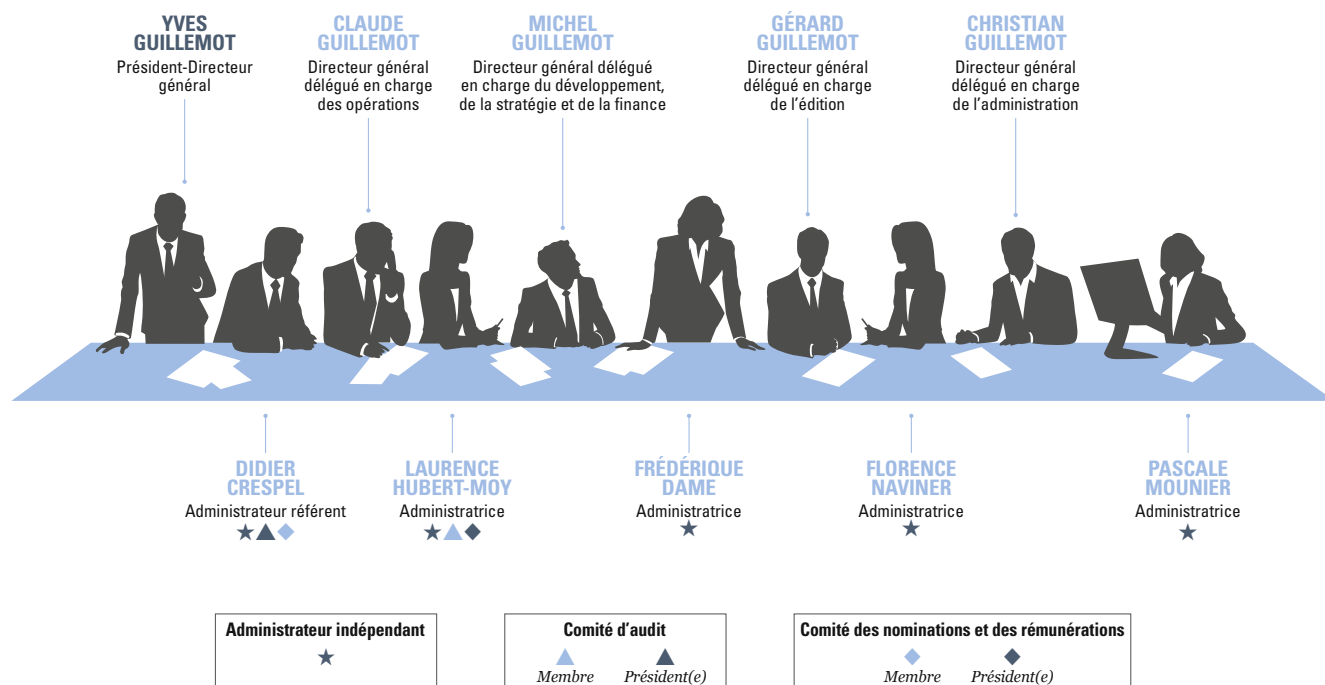 YVES
GUILLEMOT
Président-Directeur
général
CLAUDE
GUILLEMOT
Directeur général
délégué en charge
des opérations
MICHEL
GUILLEMOT
Directeur général délégué
en charge du développement,
de la stratégie et de la finance
GÉRARD
GUILLEMOT
Directeur général
délégué en charge
de l'édition
CHRISTIAN
GUILLEMOT
Directeur général
délégué en charge
de l'administration
DIDIER
CRESPEL
Administrateur référent
LAURENCE
HUBERT-MOY
Administratrice
FRÉDÉRIQUE
DAME
Administratrice
FLORENCE
NAVINER
Administratrice
PASCALE
MOUNIER
Administratrice
Administrateur indépendant
Comité d'audit
Membre Président(e)
Comité des nominations et des rémunérations
Membre Président(e)